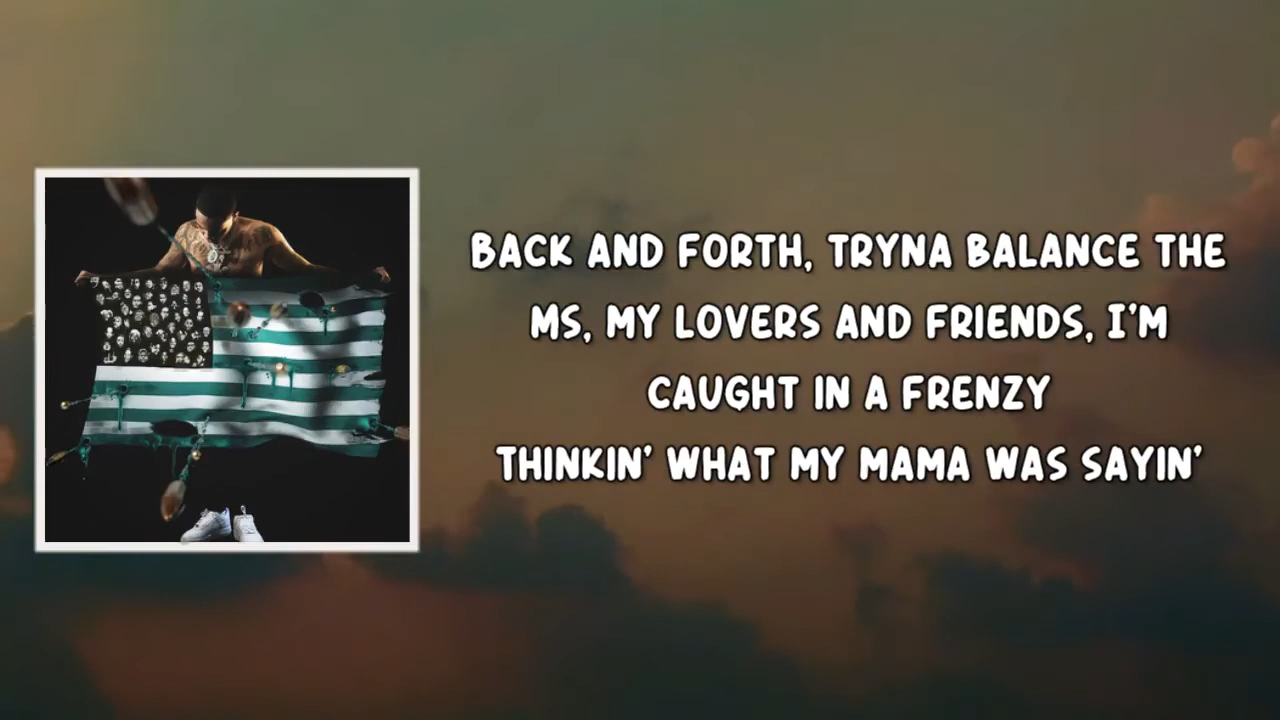 BACK AND FORTH, TRYNA BALANCE THE
MS, MY LOVERS AND FRIENDS, I'M
CAUGHT IN A FRENZY
THINKIN' WHAT MY MAMA WAS SAYIN'